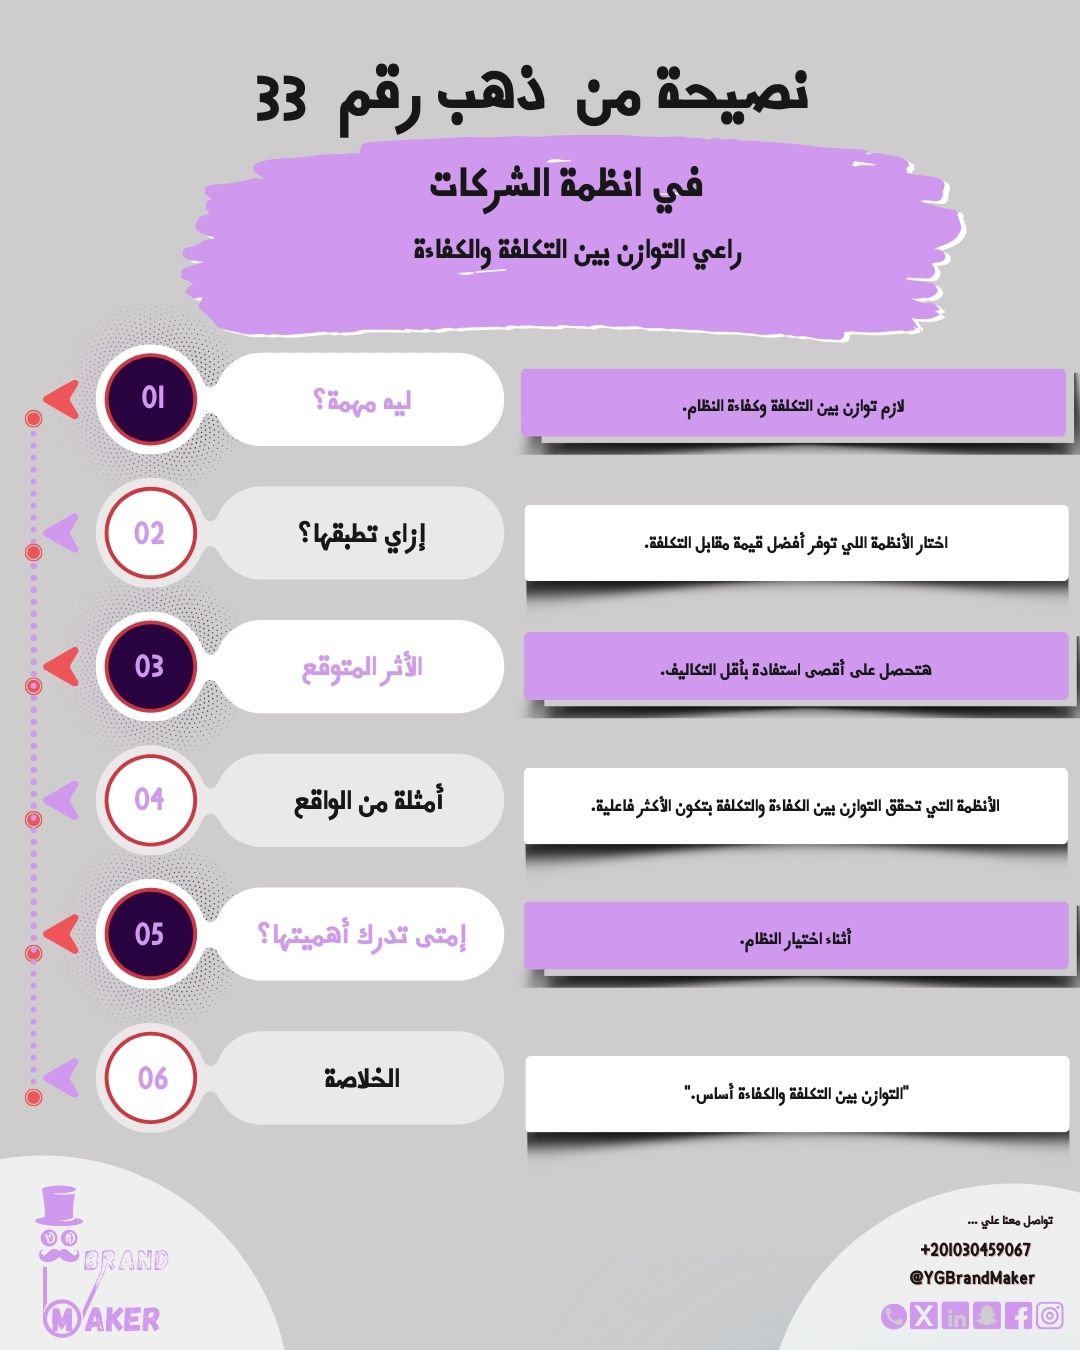 نصيحة من ذهب رقم 33
في انظمة الشركات
راعي التوازن بين التكلفة والكفاءة
01
ليه مهمة؟
لازم توازن بين التكلفة وكفاءة النظام.
02
إزاي تطبقها؟
اختار الأنظمة اللي توفر أفضل قيمة مقابل التكلفة.
03
الأثر المتوقع
هتحصل على أقصى استفادة بأقل التكاليف.
04
أمثلة من الواقع
الأنظمة التي تحقق التوازن بين الكفاءة والتكلفة بتكون الأكثر فاعلية.
05
إمتى تدرك أهميتها؟
أثناء اختيار النظام.
06
الخلاصة
"التوازن بين التكلفة والكفاءة أساس."
BRAND
MAKER
تواصل معنا علي ...
+201030459067
@YGBrandMaker